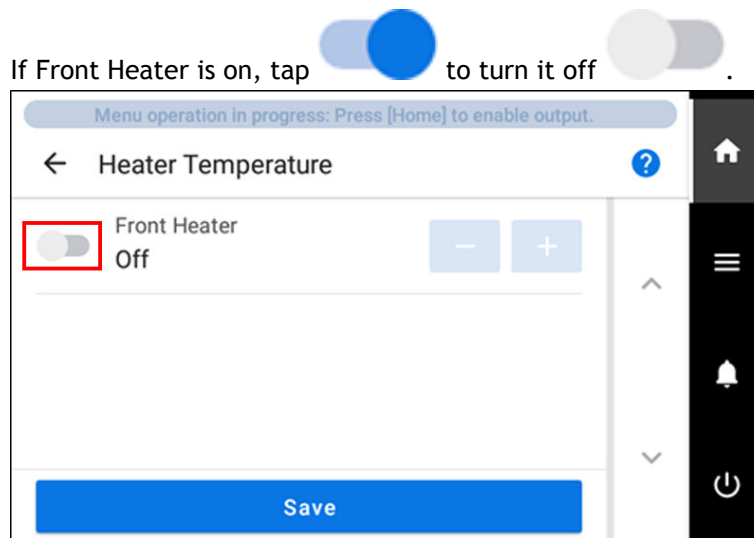 If Front Heater is on, tap to turn it off .
Menu operation in progress: Press [Home] to enable output.
Heater Temperature
?
Front Heater
Off
− +
Save